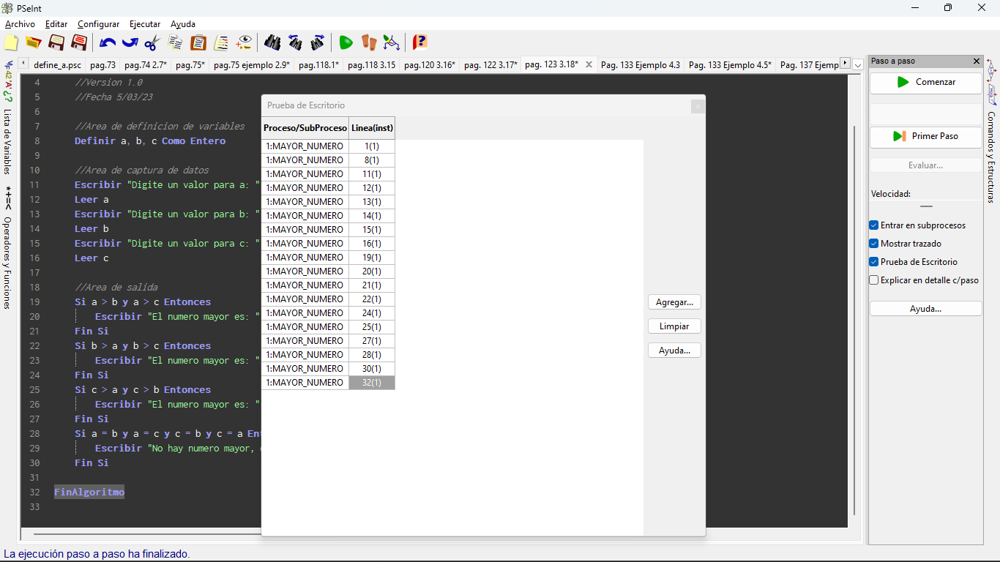 PSeInt
Archivo Editar Configurar Ejecutar Ayuda
define_a.psc pag.73 pag.74 2.7* pag.75* pag.75 ejemplo 2.9* pag.118.1* pag.118 3.15 pag.120 3.16* pag. 122 3.17* pag. 123 3.18* Pag. 133 Ejemplo 4.3 Pag. 133 Ejemplo 4.5* Pag. 137 Ejemp
Lista de Variables
Operadores y Funciones
4 //Version 1.0
5 //Fecha 5/03/23
6
7 //Area de definicion de variables
8 Definir a, b, c Como Entero
9
10 //Area de captura de datos
11 Escribir "Digite un valor para a: "
12 Leer a
13 Escribir "Digite un valor para b: "
14 Leer b
15 Escribir "Digite un valor para c: "
16 Leer c
17
18 //Area de salida
19 Si a > b y a > c Entonces
20 Escribir "El numero mayor es: "
21 Fin Si
22 Si b > a y b > c Entonces
23 Escribir "El numero mayor es: "
24 Fin Si
25 Si c > a y c > b Entonces
26 Escribir "El numero mayor es: "
27 Fin Si
28 Si a = b y a = c y c = b y c = a En
29 Escribir "No hay numero mayor,
30 Fin Si
31
32 FinAlgoritmo
33
Prueba de Escritorio
Proceso/SubProceso Linea(inst)
1:MAYOR_NUMERO 1(1)
1:MAYOR_NUMERO 8(1)
1:MAYOR_NUMERO 11(1)
1:MAYOR_NUMERO 12(1)
1:MAYOR_NUMERO 13(1)
1:MAYOR_NUMERO 14(1)
1:MAYOR_NUMERO 15(1)
1:MAYOR_NUMERO 16(1)
1:MAYOR_NUMERO 19(1)
1:MAYOR_NUMERO 20(1)
1:MAYOR_NUMERO 21(1)
1:MAYOR_NUMERO 22(1)
1:MAYOR_NUMERO 24(1)
1:MAYOR_NUMERO 25(1)
1:MAYOR_NUMERO 27(1)
1:MAYOR_NUMERO 28(1)
1:MAYOR_NUMERO 30(1)
1:MAYOR_NUMERO 32(1)
Agregar...
Limpiar
Ayuda...
Paso a paso
Comenzar
Primer Paso
Evaluar...
Velocidad:
Entrar en subprocesos
Mostrar trazado
Prueba de Escritorio
Explicar en detalle c/paso
Ayuda...
Comandos y Estructuras
La ejecución paso a paso ha finalizado.